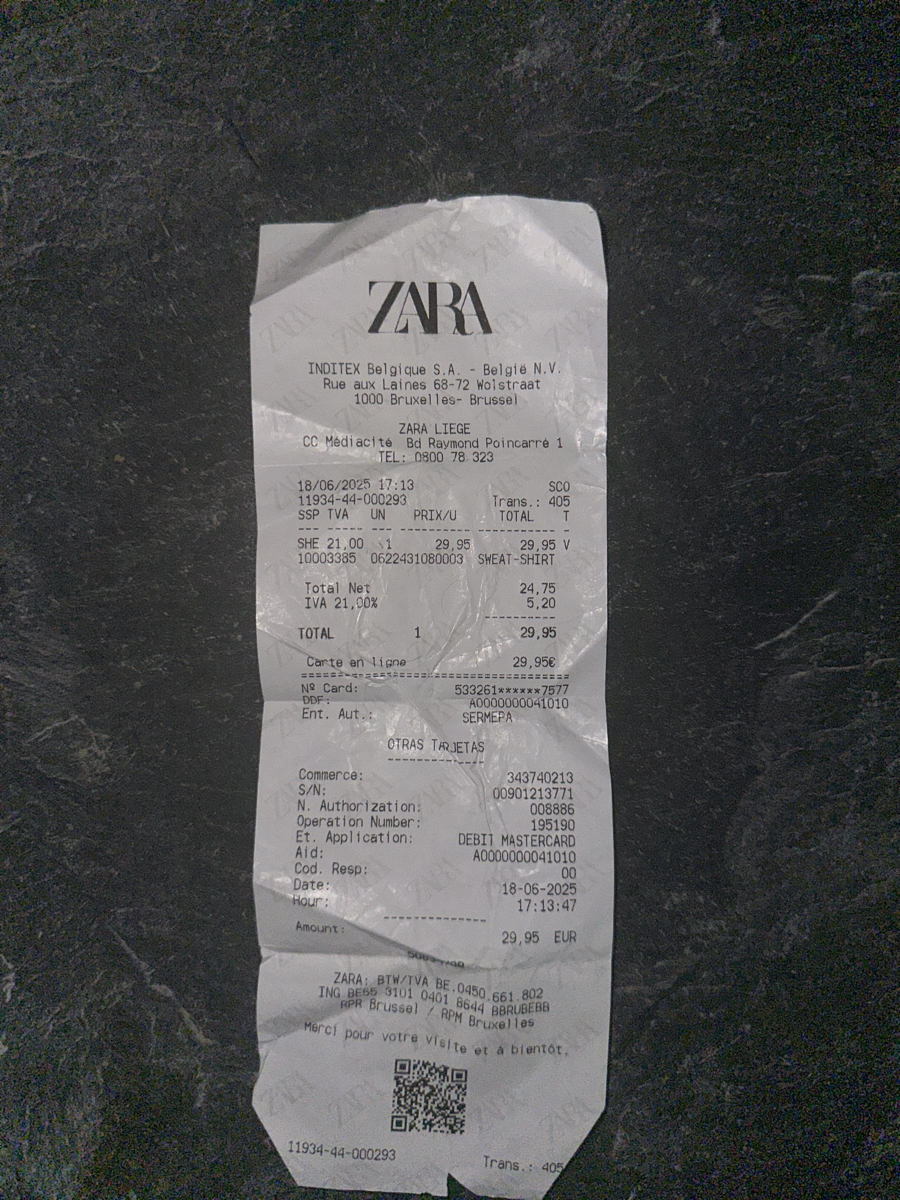 ZARA
INDITEX Belgique S.A. - België N.V.
Rue aux Laines 68-72 Wolstraat
1000 Bruxelles- Brussel
ZARA LIEGE
CC Médiacité Bd Raymond Poincarré 1
TEL: 0800 78 323
18/06/2025 17:13 SCO
11934-44-000293 Trans.: 405
SSP TVA UN PRIX/U TOTAL T
SHE 21,00 1 29,95 29,95 V
10003385 0622431080003 SWEAT-SHIRT
Total Net 24,75
IVA 21,00% 5,20
TOTAL 1 29,95
Carte en ligne 29,95€
Nº Card: 533261******7577
DDF: A0000000041010
Ent. Aut.: SERMEPA
OTRAS TARJETAS
Commerce: 343740213
S/N: 00901213771
N. Authorization: 008886
Operation Number: 195190
Et. Application: DEBIT MASTERCARD
Aid: A0000000041010
Cod. Resp: 00
Date: 18-06-2025
Hour: 17:13:47
Amount: 29,95 EUR
ZARA: BTW/TVA BE.0450.661.802
ING BE65 3101 0401 8644 BBRUBEBB
RPR Brussel / RPM Bruxelles
Merci pour votre visite et à bientôt.
11934-44-000293 Trans.: 405